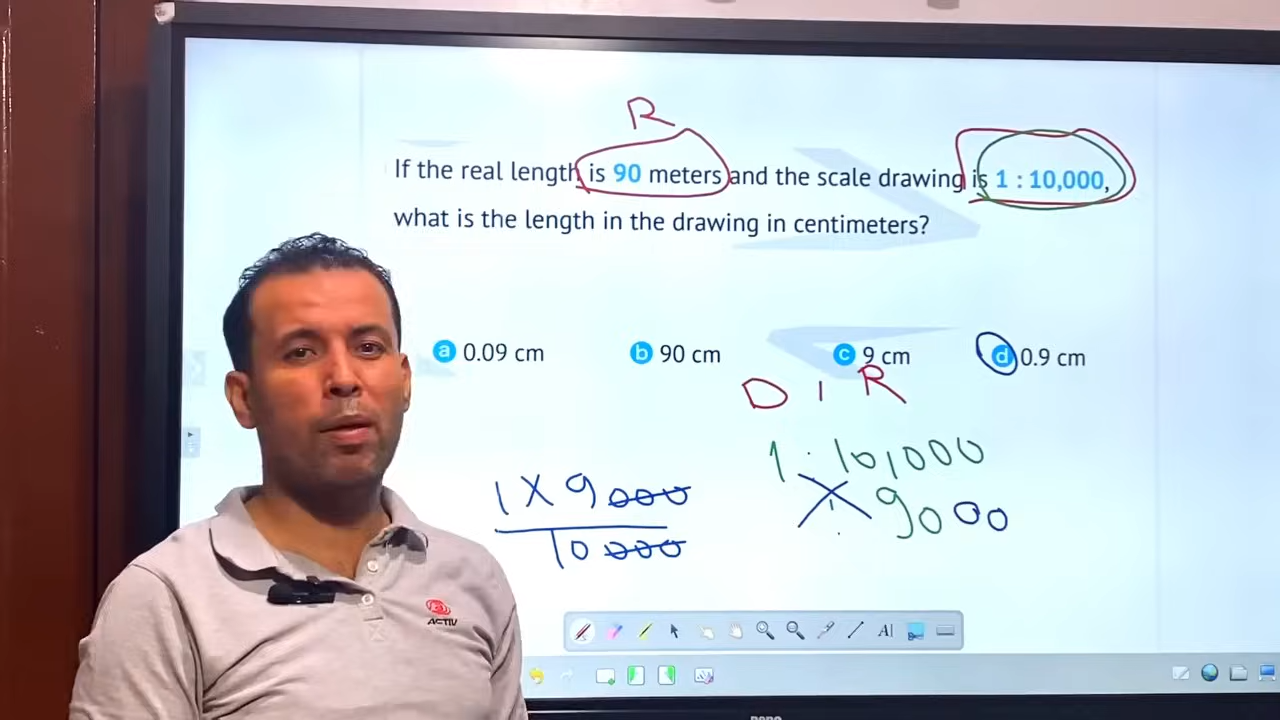 R
If the real length is 90 meters and the scale drawing is 1 : 10,000,
what is the length in the drawing in centimeters?
a 0.09 cm b 90 cm c 9 cm d 0.9 cm
D : R
1 : 10,000
1 X 9000
10000
9000
ACTIV
AI